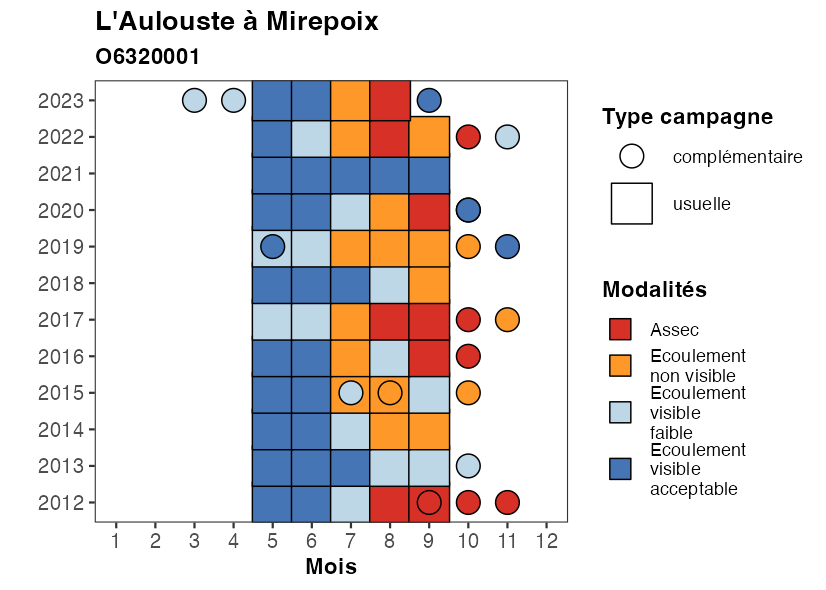 L'Aulouste à Mirepoix
O6320001
2023
2022
2021
2020
2019
2018
2017
2016
2015
2014
2013
2012
1 2 3 4 5 6 7 8 9 10 11 12
Mois
Type campagne
complémentaire
usuelle
Modalités
Assec
Ecoulement
non visible
Ecoulement
visible
faible
Ecoulement
visible
acceptable